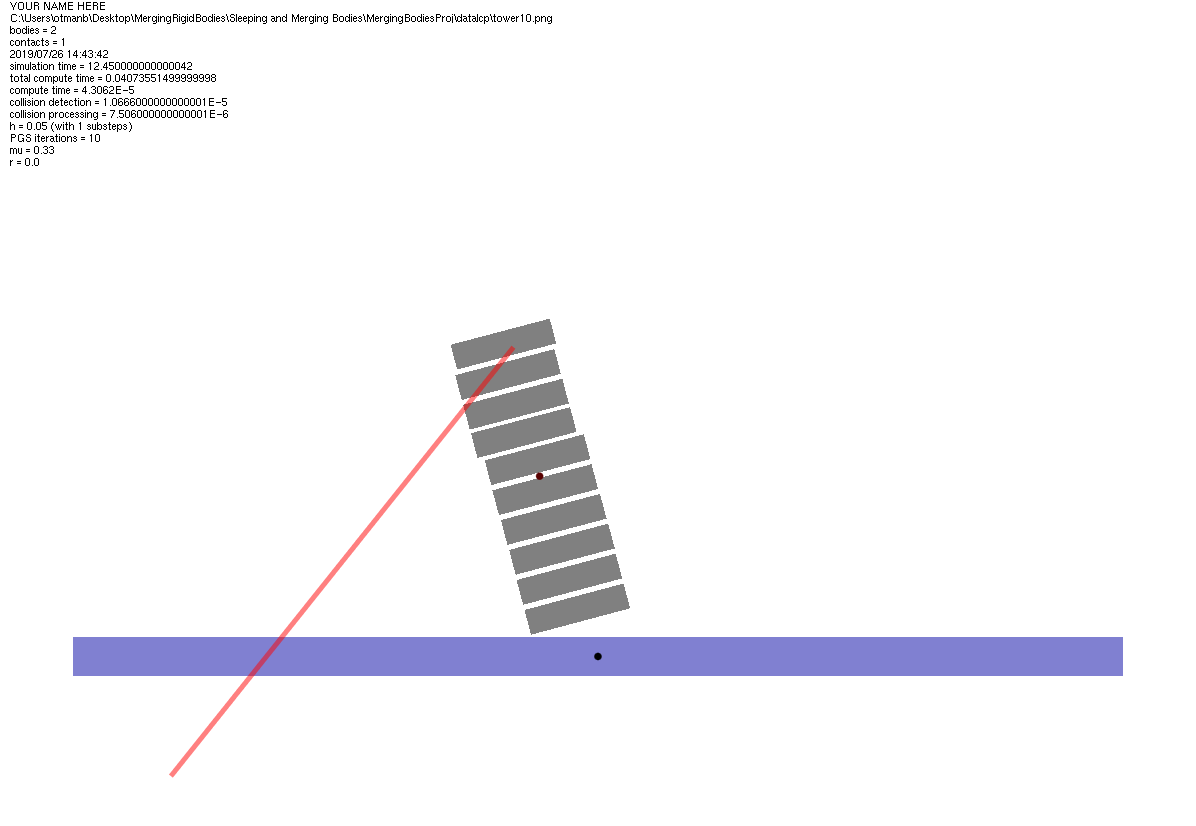 YOUR NAME HERE
C:\Users\otmanb\Desktop\MergingRigidBodies\Sleeping and Merging Bodies\MergingBodiesProj\datalcp\tower10.png
bodies = 2
contacts = 1
2019/07/26 14:43:42
simulation time = 12.450000000000042
total compute time = 0.04073551499999998
compute time = 4.3062E-5
collision detection = 1.0666000000000001E-5
collision processing = 7.506000000000001E-6
h = 0.05 (with 1 substeps)
PGS iterations = 10
mu = 0.33
r = 0.0